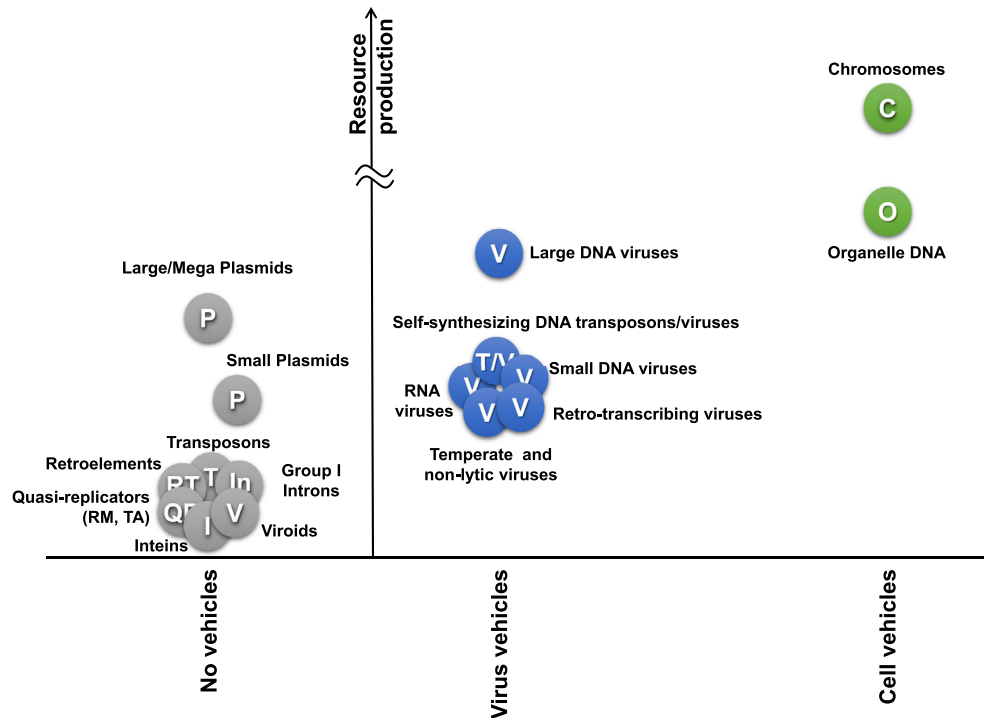 Resource
production
Chromosomes
C
O
Organelle DNA
V
Large DNA viruses
Large/Mega Plasmids
P
Self-synthesizing DNA transposons/viruses
Small Plasmids
P
T/V
V
Small DNA viruses
RNA
viruses
V
V
V
Retro-transcribing viruses
Temperate and
non-lytic viruses
Transposons
Retroelements
T
RT
In
Group I
Introns
Quasi-replicators
(RM, TA)
Q
I
V
Viroids
Inteins
No vehicles
Virus vehicles
Cell vehicles